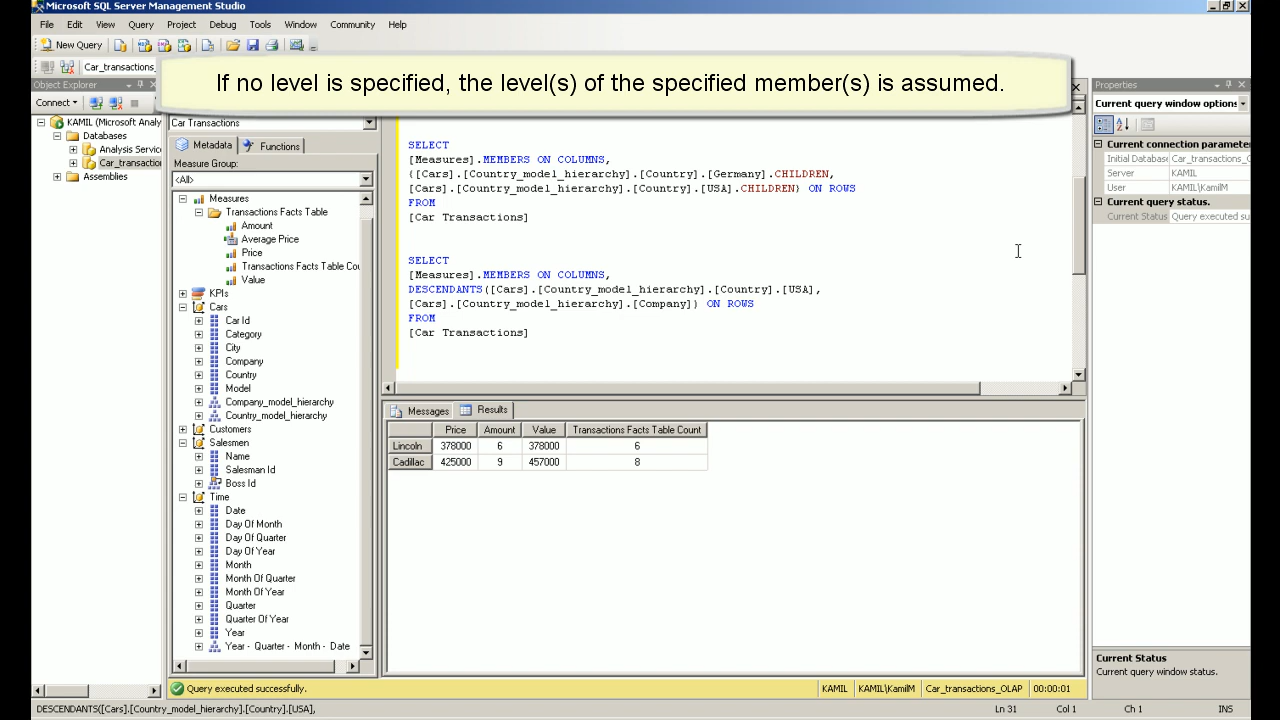 Microsoft SQL Server Management Studio
File Edit View Query Project Debug Tools Window Community Help
New Query
Car_transactions_
If no level is specified, the level(s) of the specified member(s) is assumed.
Object Explorer
Connect
KAMIL (Microsoft Analy
Databases
Analysis Servic
Car_transactio
Assemblies
Car Transactions
Metadata Functions
Measure Group:
<All>
Measures
Transactions Facts Table
Amount
Average Price
Price
Transactions Facts Table Cou
Value
KPIs
Cars
Car Id
Category
City
Company
Country
Model
Company_model_hierarchy
Country_model_hierarchy
Customers
Salesmen
Name
Salesman Id
Boss Id
Time
Date
Day Of Month
Day Of Quarter
Day Of Year
Month
Month Of Quarter
Month Of Year
Quarter
Quarter Of Year
Year
Year - Quarter - Month - Date
SELECT
[Measures].MEMBERS ON COLUMNS,
{[Cars].[Country_model_hierarchy].[Country].[Germany].CHILDREN,
[Cars].[Country_model_hierarchy].[Country].[USA].CHILDREN} ON ROWS
FROM
[Car Transactions]
SELECT
[Measures].MEMBERS ON COLUMNS,
DESCENDANTS([Cars].[Country_model_hierarchy].[Country].[USA],
[Cars].[Country_model_hierarchy].[Company]) ON ROWS
FROM
[Car Transactions]
Messages Results
Price Amount Value Transactions Facts Table Count
Lincoln 378000 6 378000 6
Cadillac 425000 9 457000 8
Properties
Current query window options
Current connection parameter
Initial Database Car_transactions_O
Server KAMIL
User KAMIL\KamilM
Current query status.
Current Status Query executed su
Current Status
Current query window status.
Query executed successfully. KAMIL KAMIL\KamilM Car_transactions_OLAP 00:00:01
DESCENDANTS([Cars].[Country_model_hierarchy].[Country].[USA], Ln 31 Col 1 Ch 1 INS